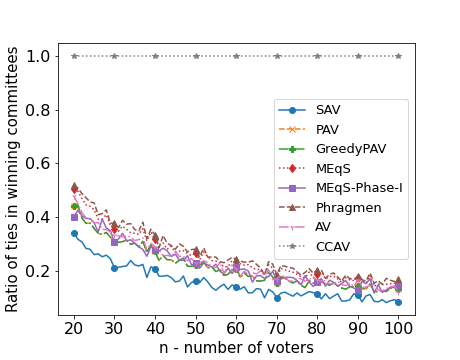 Ratio of ties in winning committees
1.0
0.8
0.6
0.4
0.2
SAV
PAV
GreedyPAV
MEqS
MEqS-Phase-I
Phragmen
AV
CCAV
20 30 40 50 60 70 80 90 100
n - number of voters